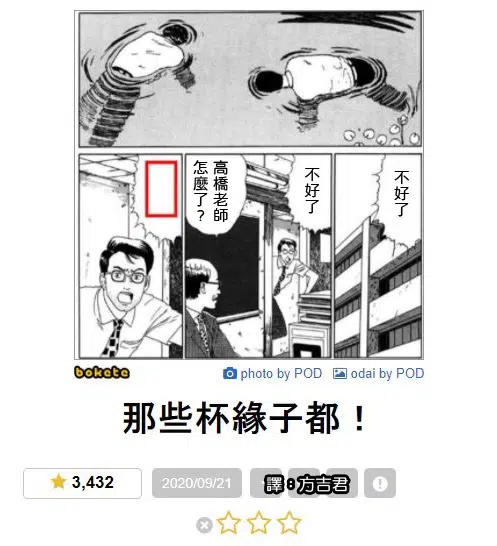 不好了
不好了
高橋老師
怎麼了？
bokete
photo by POD
odai by POD
那些杯緣子都！
3,432
2020/09/21
譯 8 方吉君